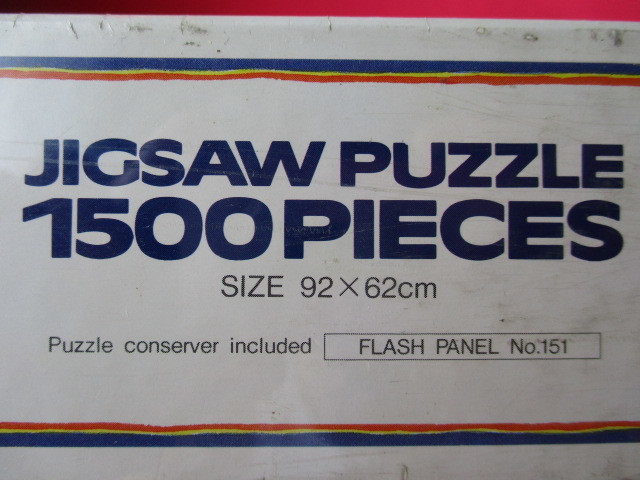 JIGSAW PUZZLE
1500 PIECES
SIZE 92×62cm
Puzzle conserver included FLASH PANEL No.151